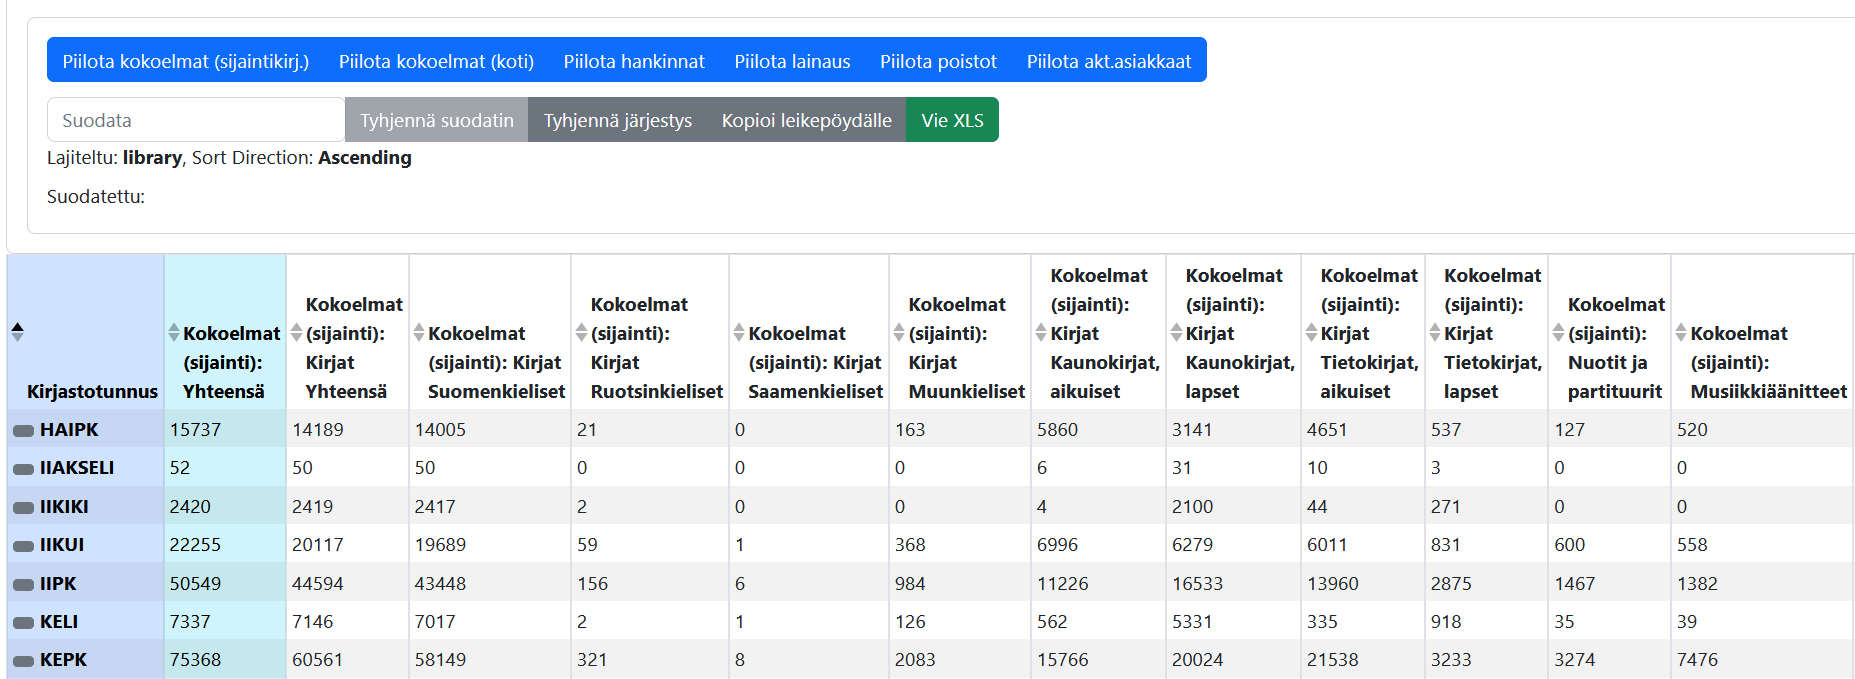 Piilota kokoelmat (sijaintikirj.) Piilota kokoelmat (koti) Piilota hankinnat Piilota lainaus Piilota poistot Piilota akt.asiakkaat
Suodata Tyhjennä suodatin Tyhjennä järjestys Kopioi leikepöydälle Vie XLS
Lajiteltu: library, Sort Direction: Ascending
Suodatettu:
Kirjastotunnus
Kokoelmat
(sijainti):
Yhteensä
Kokoelmat
(sijainti):
Kirjat
Yhteensä
Kokoelmat
(sijainti): Kirjat
Suomenkieliset
Kokoelmat
(sijainti):
Kirjat
Ruotsinkieliset
Kokoelmat
(sijainti): Kirjat
Saamenkieliset
Kokoelmat
(sijainti):
Kirjat
Muunkieliset
Kokoelmat
(sijainti):
Kirjat
Kaunokirjat,
aikuiset
Kokoelmat
(sijainti):
Kirjat
Kaunokirjat,
lapset
Kokoelmat
(sijainti):
Kirjat
Tietokirjat,
aikuiset
Kokoelmat
(sijainti):
Kirjat
Tietokirjat,
lapset
Kokoelmat
(sijainti):
Nuotit ja
partituurit
Kokoelmat
(sijainti):
Musiikkiäänitteet
HAIPK 15737 14189 14005 21 0 163 5860 3141 4651 537 127 520
IIAKSELI 52 50 50 0 0 0 6 31 10 3 0 0
IIKIKI 2420 2419 2417 2 0 0 4 2100 44 271 0 0
IIKUI 22255 20117 19689 59 1 368 6996 6279 6011 831 600 558
IIPK 50549 44594 43448 156 6 984 11226 16533 13960 2875 1467 1382
KELI 7337 7146 7017 2 1 126 562 5331 335 918 35 39
KEPK 75368 60561 58149 321 8 2083 15766 20024 21538 3233 3274 7476